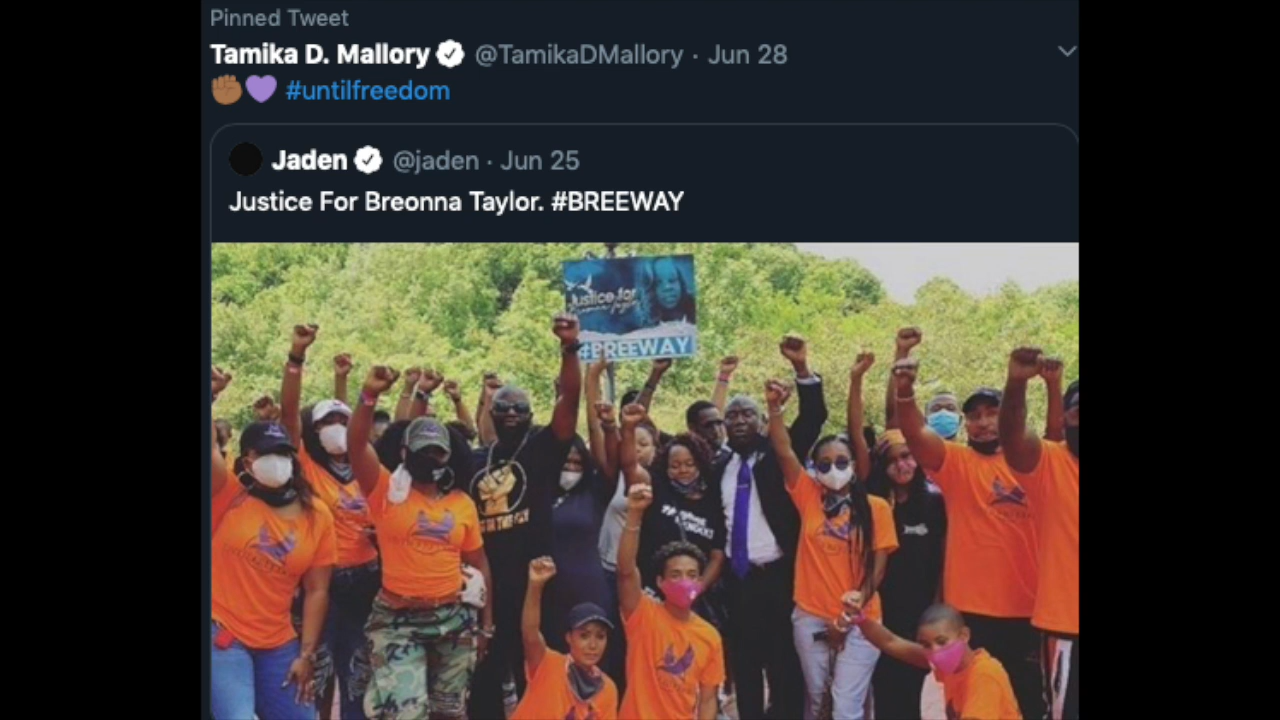 Pinned Tweet
Tamika D. Mallory @TamikaDMallory · Jun 28
✊🏾💜 #untilfreedom
Jaden @jaden · Jun 25
Justice For Breonna Taylor. #BREEWAY
Justice for
#BREEWAY